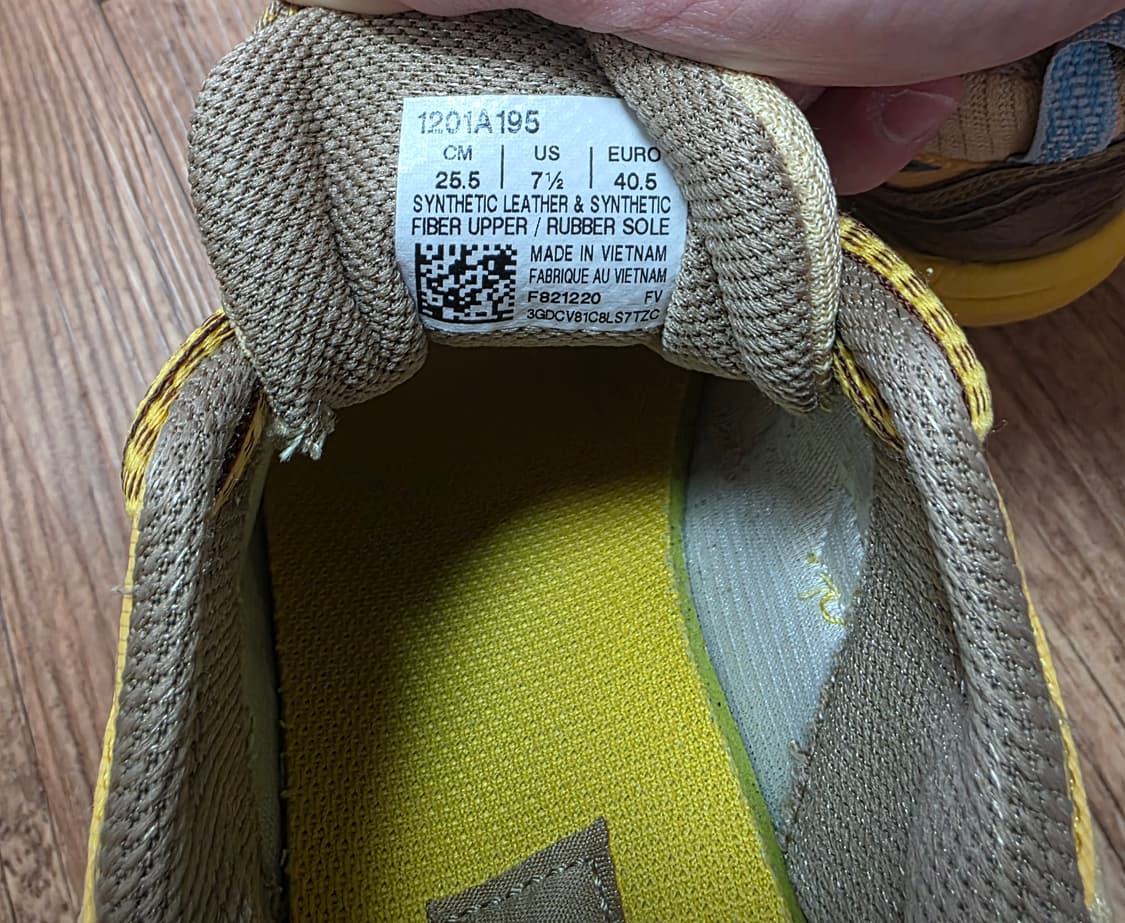 1201A195
CM | US | EURO
25.5 | 7½ | 40.5
SYNTHETIC LEATHER & SYNTHETIC
FIBER UPPER / RUBBER SOLE
MADE IN VIETNAM
FABRIQUE AU VIETNAM
F821220 FV
3GDCV81C8LS7TZC